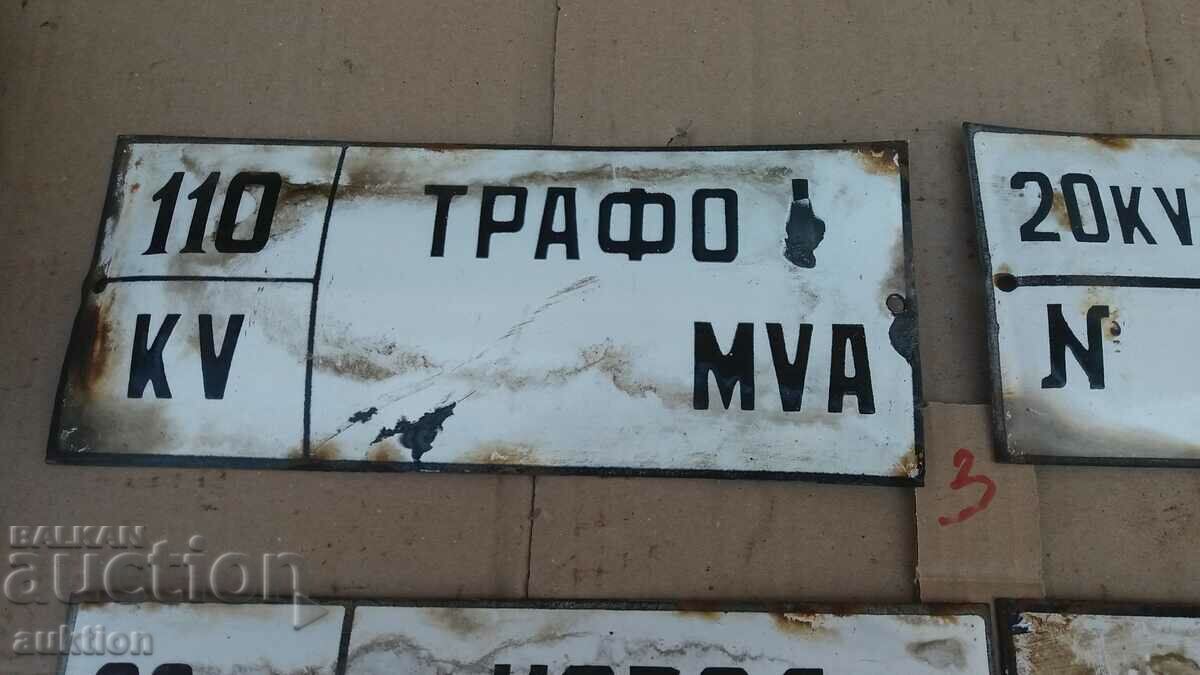 110
KV
ТРАФО I
MVA
20KV
N
3
BALKAN
auction
auktion